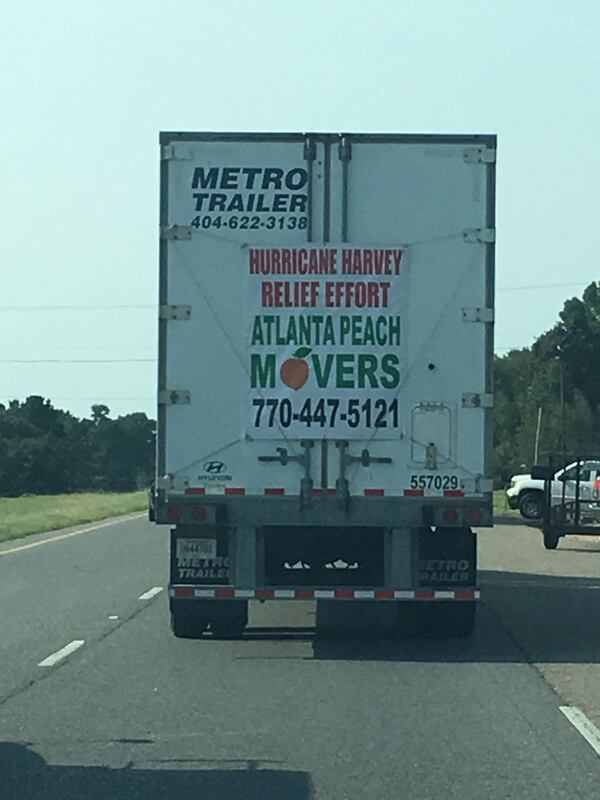 METRO
TRAILER
404-622-3138
HURRICANE HARVEY
RELIEF EFFORT
ATLANTA PEACH
MOVERS
770-447-5121
HYUNDAI
557029
METRO
TRAILER
METRO
TRAILER